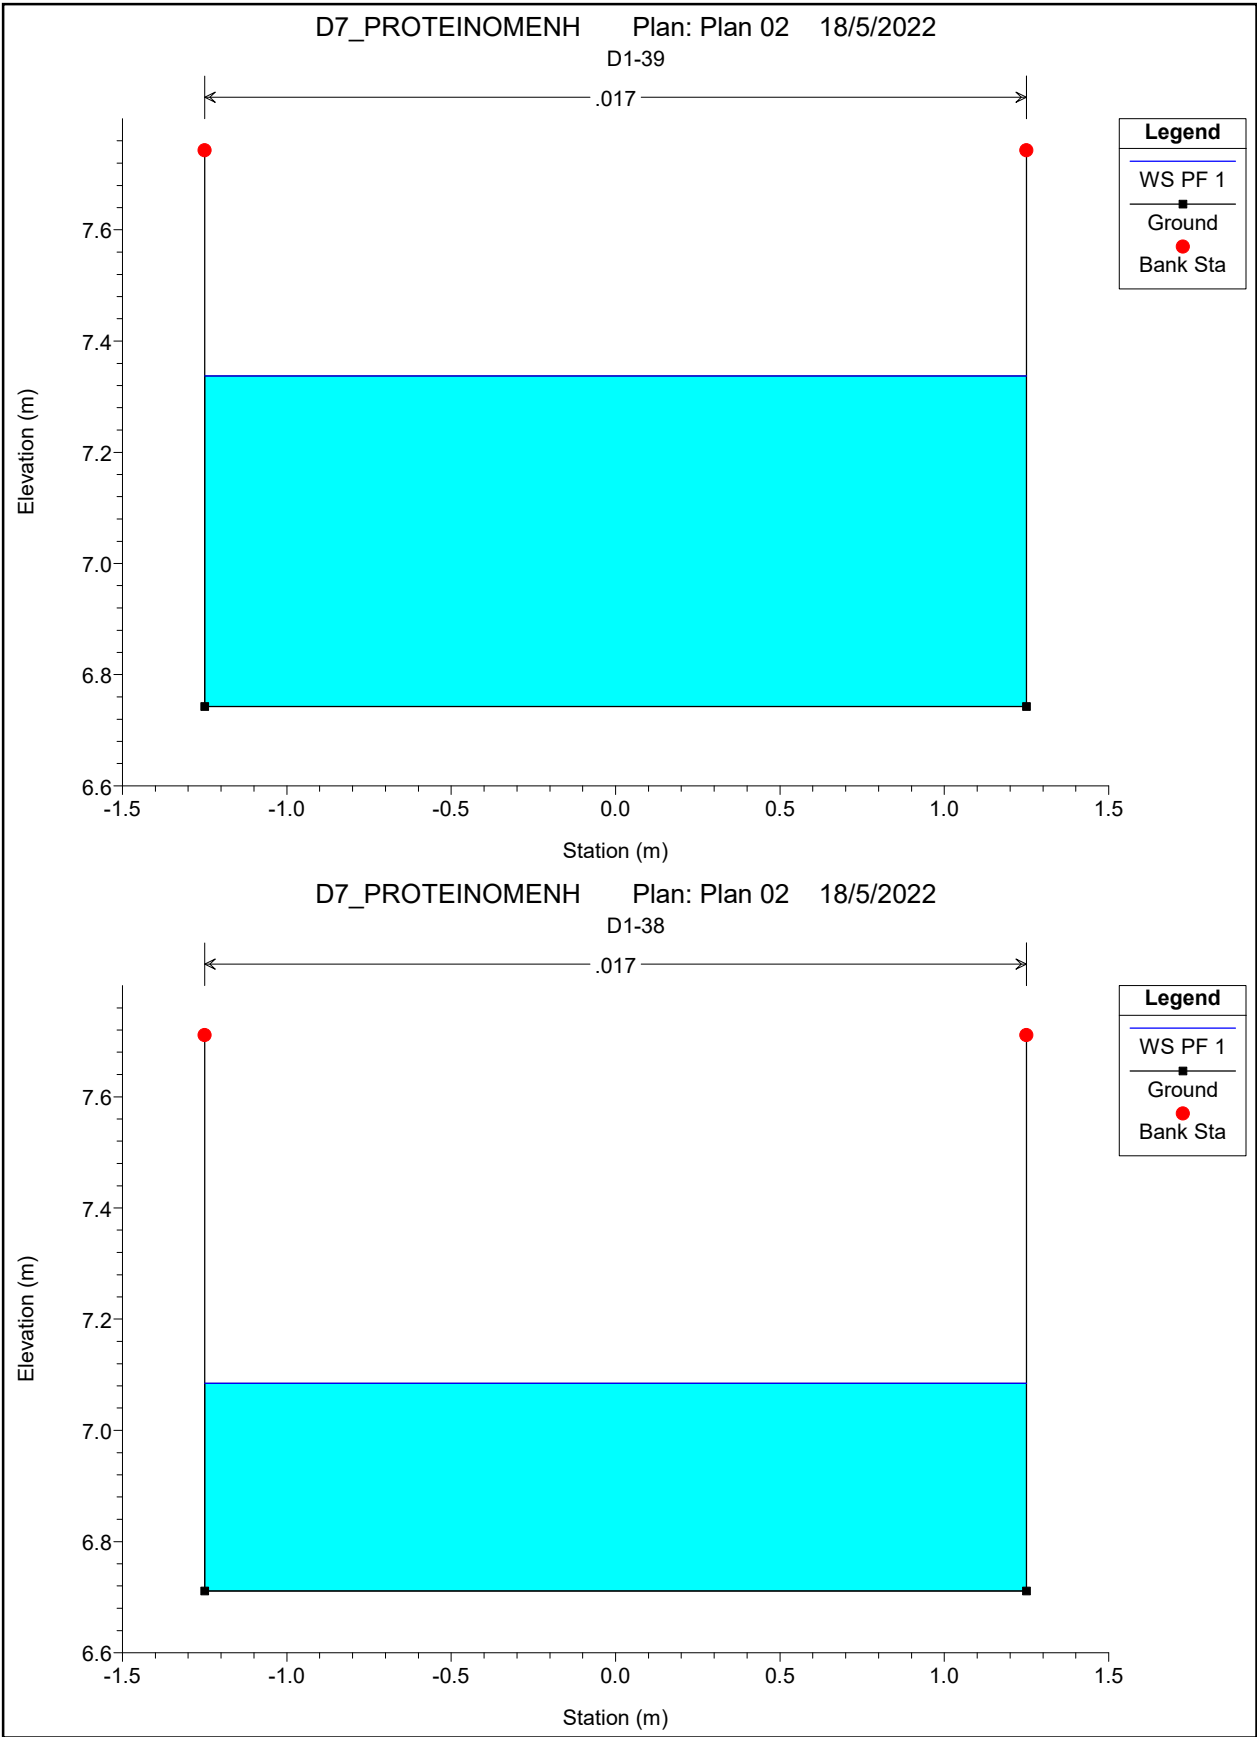 D7_PROTEINOMENH Plan: Plan 02 18/5/2022
D1-39
.017
Legend
WS PF 1
Ground
Bank Sta
7.6
7.4
7.2
7.0
6.8
6.6
Elevation (m)
-1.5 -1.0 -0.5 0.0 0.5 1.0 1.5
Station (m)
D7_PROTEINOMENH Plan: Plan 02 18/5/2022
D1-38
.017
Legend
WS PF 1
Ground
Bank Sta
7.6
7.4
7.2
7.0
6.8
6.6
Elevation (m)
-1.5 -1.0 -0.5 0.0 0.5 1.0 1.5
Station (m)